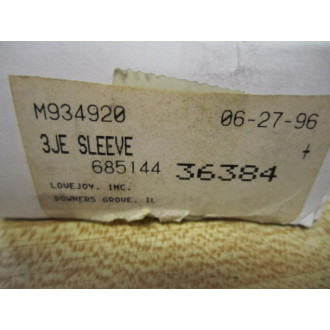 M934920 06-27-96
3JE SLEEVE
685144 36384
LOVEJOY, INC.
DOWNERS GROVE, IL